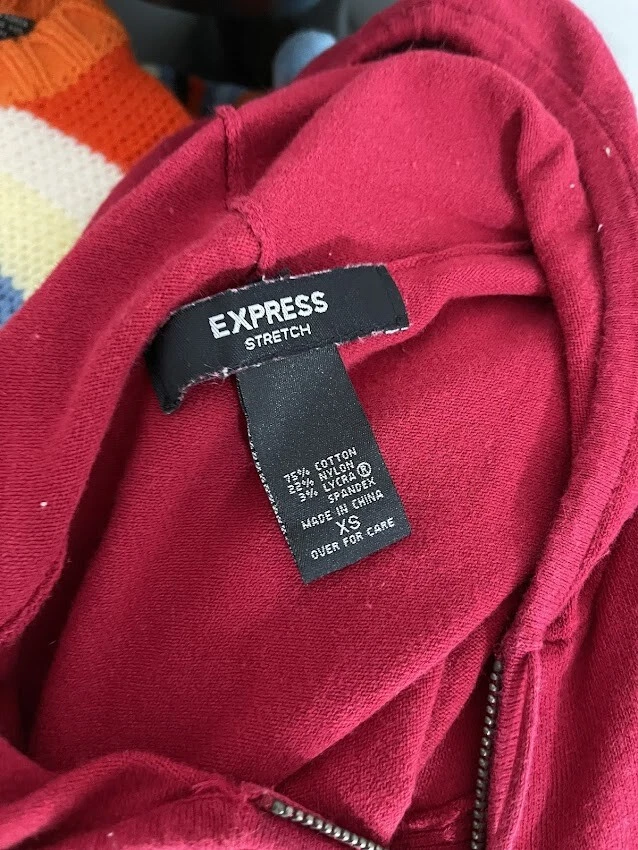 EXPRESS
STRETCH
75% COTTON
22% NYLON
3% LYCRA®
SPANDEX
MADE IN CHINA
XS
OVER FOR CARE